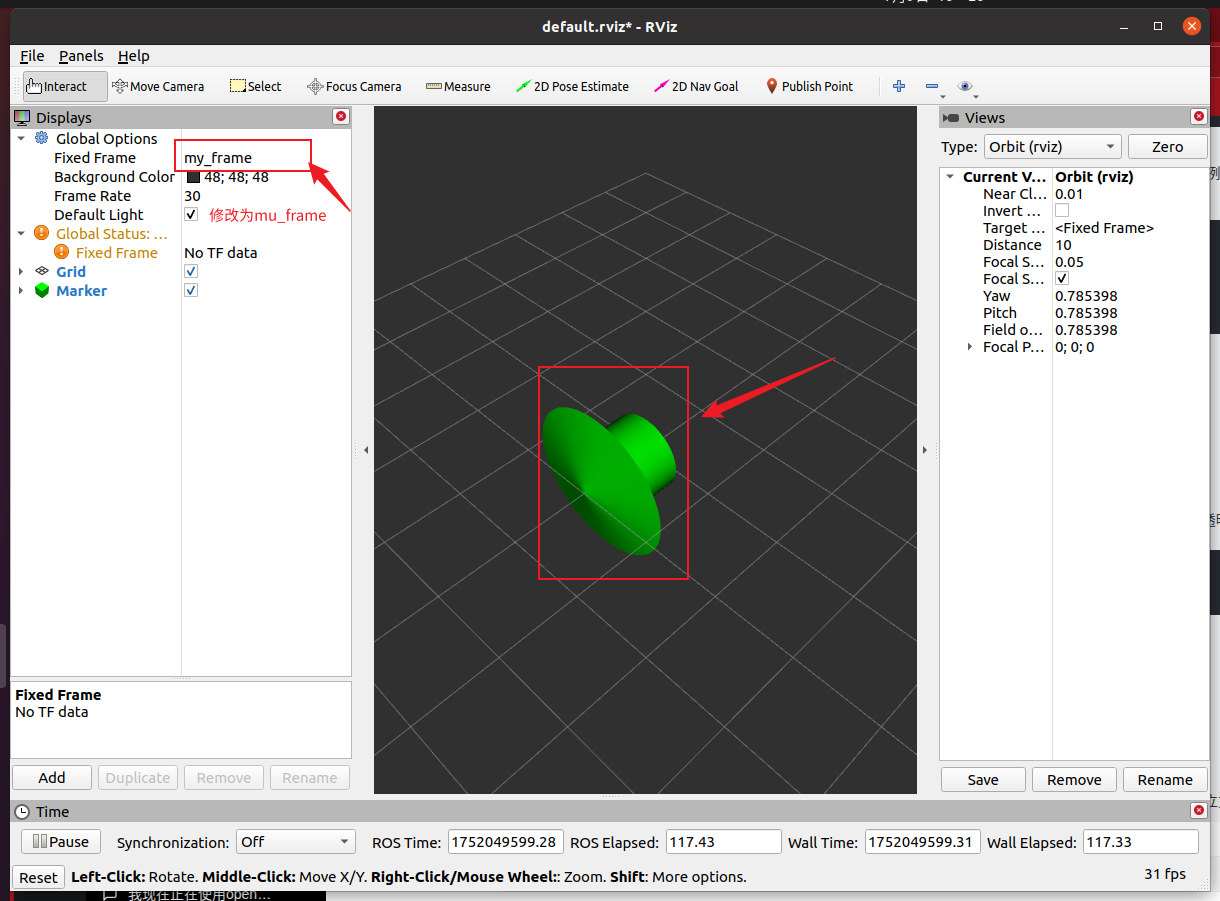 default.rviz* - RViz
File Panels Help
Interact Move Camera Select Focus Camera Measure 2D Pose Estimate 2D Nav Goal Publish Point
Displays
Global Options
Fixed Frame my_frame
Background Color 48; 48; 48
Frame Rate 30
Default Light 修改为mu_frame
Global Status: ...
Fixed Frame No TF data
Grid
Marker
Fixed Frame
No TF data
Add Duplicate Remove Rename
Views
Type: Orbit (rviz) Zero
Current V... Orbit (rviz)
Near Cl... 0.01
Invert ...
Target ... <Fixed Frame>
Distance 10
Focal S... 0.05
Focal S...
Yaw 0.785398
Pitch 0.785398
Field o... 0.785398
Focal P... 0; 0; 0
Save Remove Rename
Time
Pause Synchronization: Off ROS Time: 1752049599.28 ROS Elapsed: 117.43 Wall Time: 1752049599.31 Wall Elapsed: 117.33
Reset Left-Click: Rotate. Middle-Click: Move X/Y. Right-Click/Mouse Wheel:: Zoom. Shift: More options. 31 fps
我现在正在使用open...